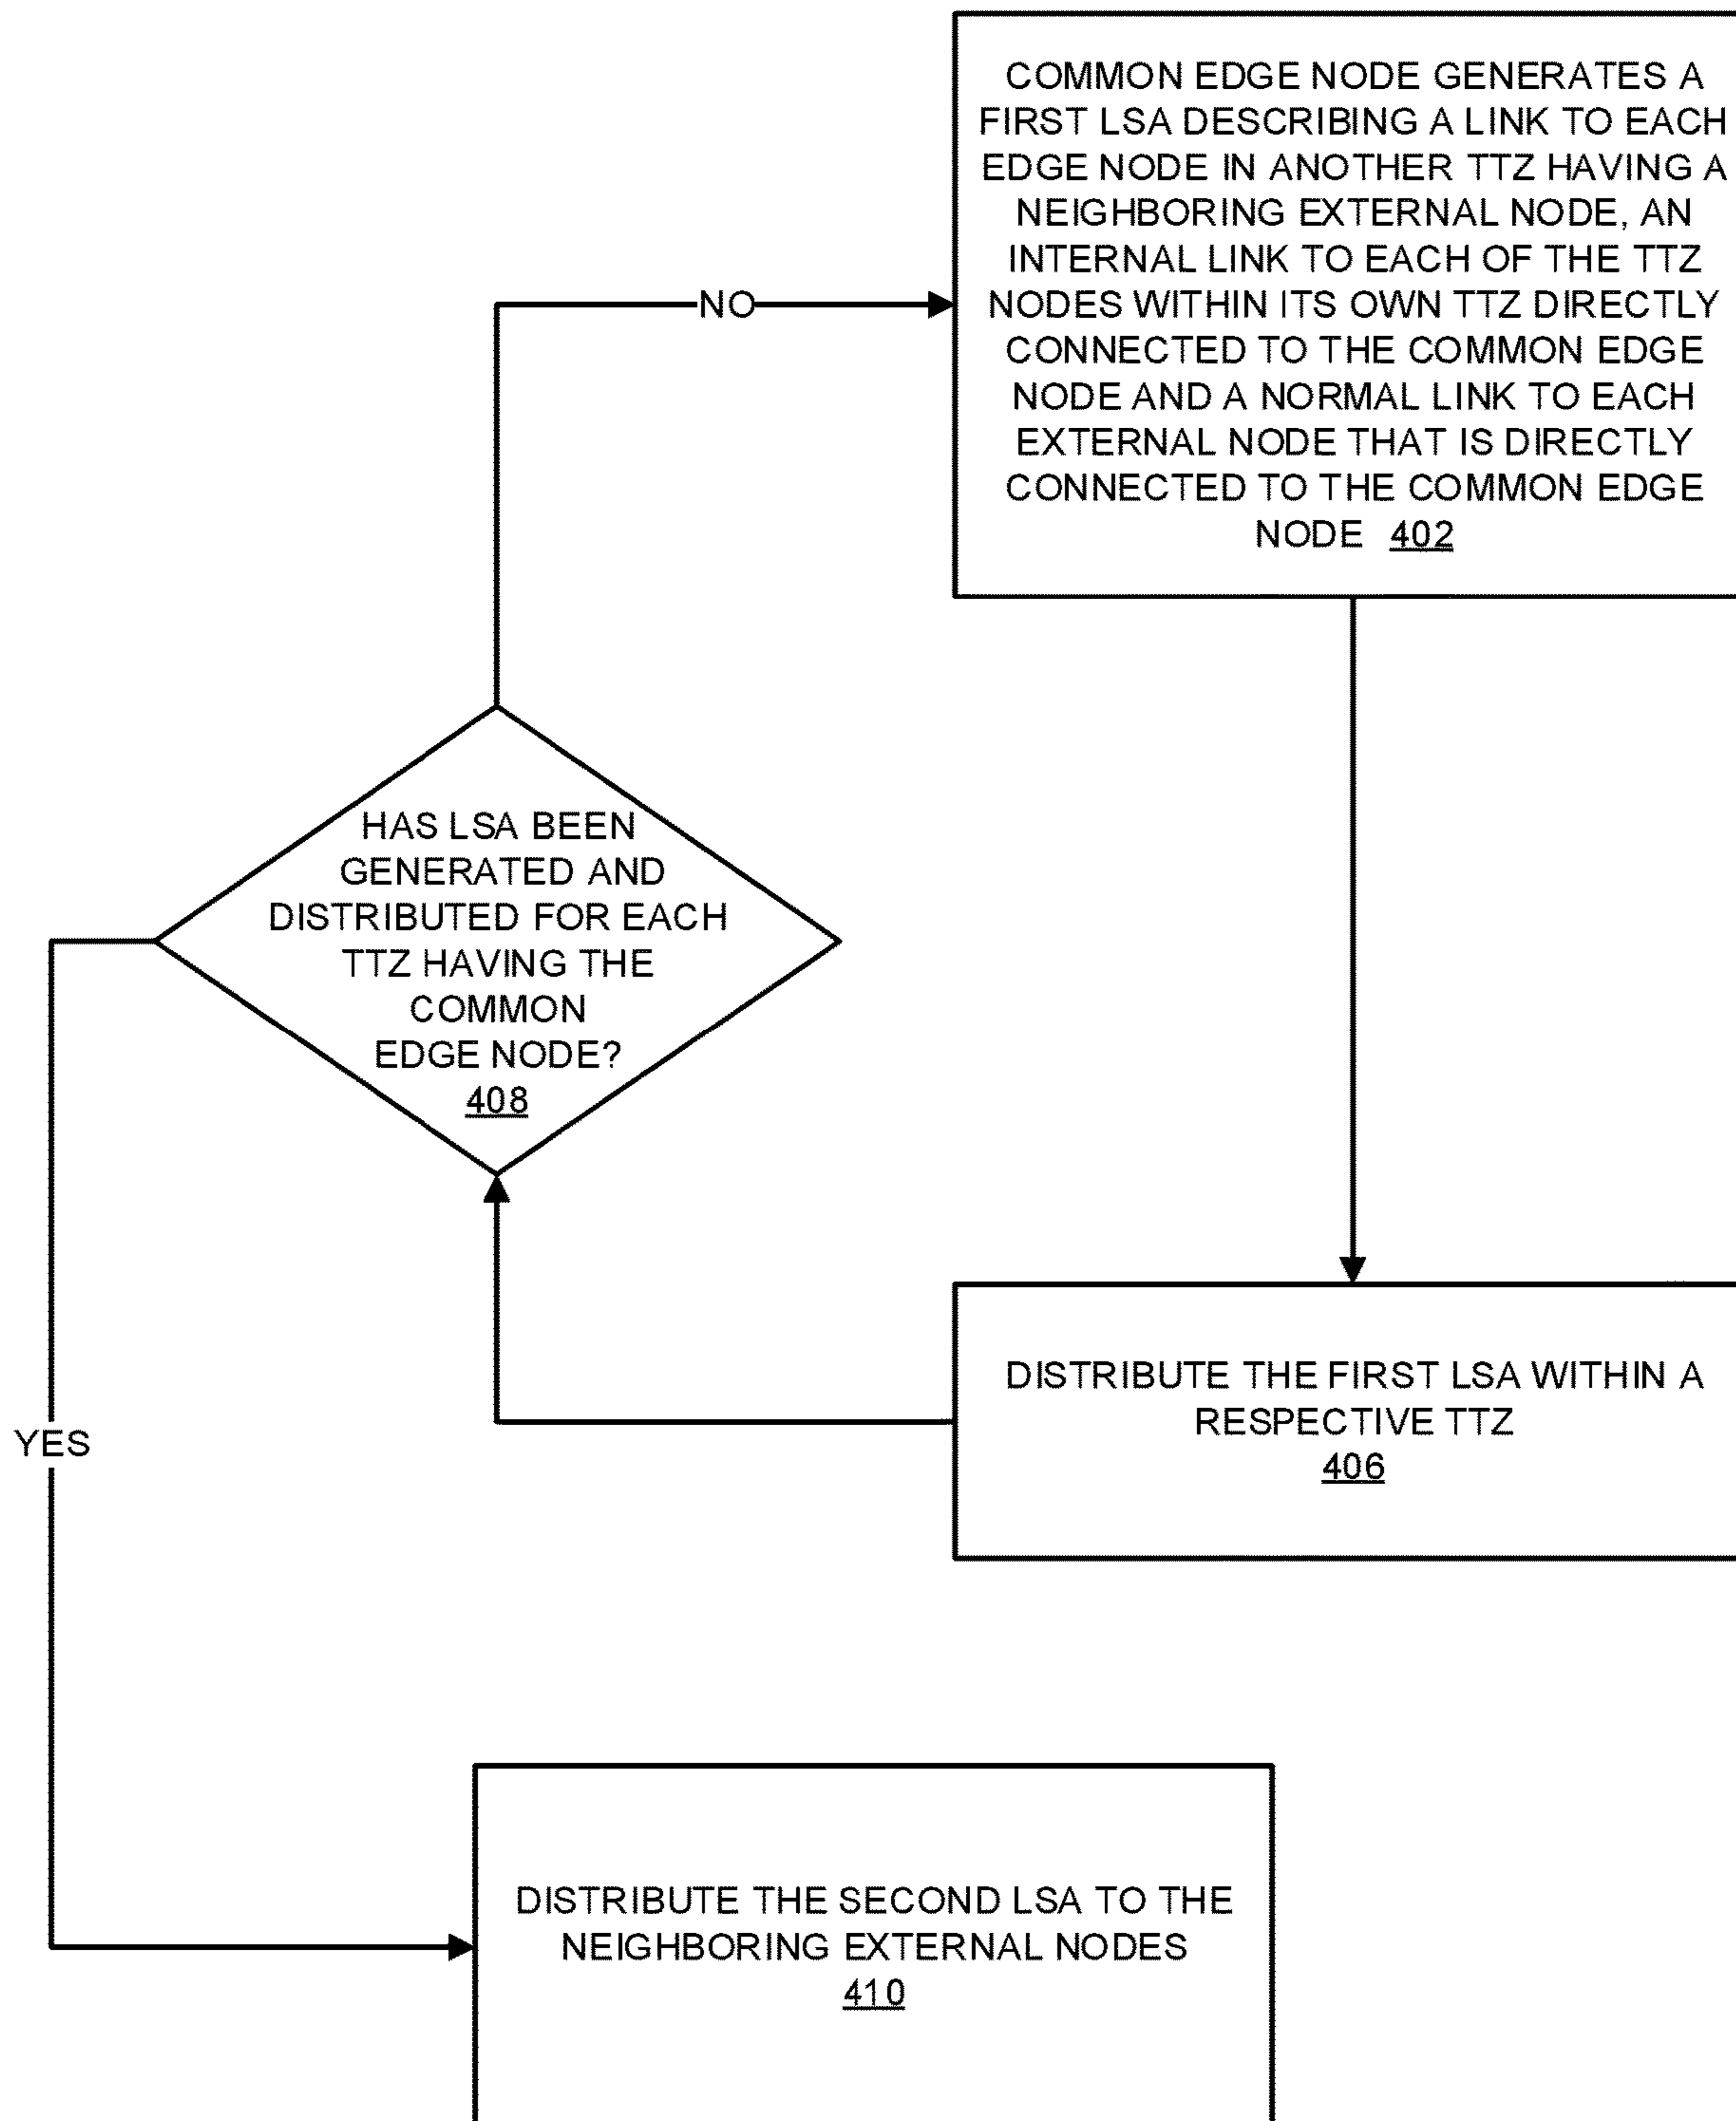 COMMON EDGE NODE GENERATES A
FIRST LSA DESCRIBING A LINK TO EACH
EDGE NODE IN ANOTHER TTZ HAVING A
NEIGHBORING EXTERNAL NODE, AN
INTERNAL LINK TO EACH OF THE TTZ
NODES WITHIN ITS OWN TTZ DIRECTLY
CONNECTED TO THE COMMON EDGE
NODE AND A NORMAL LINK TO EACH
EXTERNAL NODE THAT IS DIRECTLY
CONNECTED TO THE COMMON EDGE
NODE 402
NO
HAS LSA BEEN
GENERATED AND
DISTRIBUTED FOR EACH
TTZ HAVING THE
COMMON
EDGE NODE?
408
DISTRIBUTE THE FIRST LSA WITHIN A
RESPECTIVE TTZ
406
YES
DISTRIBUTE THE SECOND LSA TO THE
NEIGHBORING EXTERNAL NODES
410